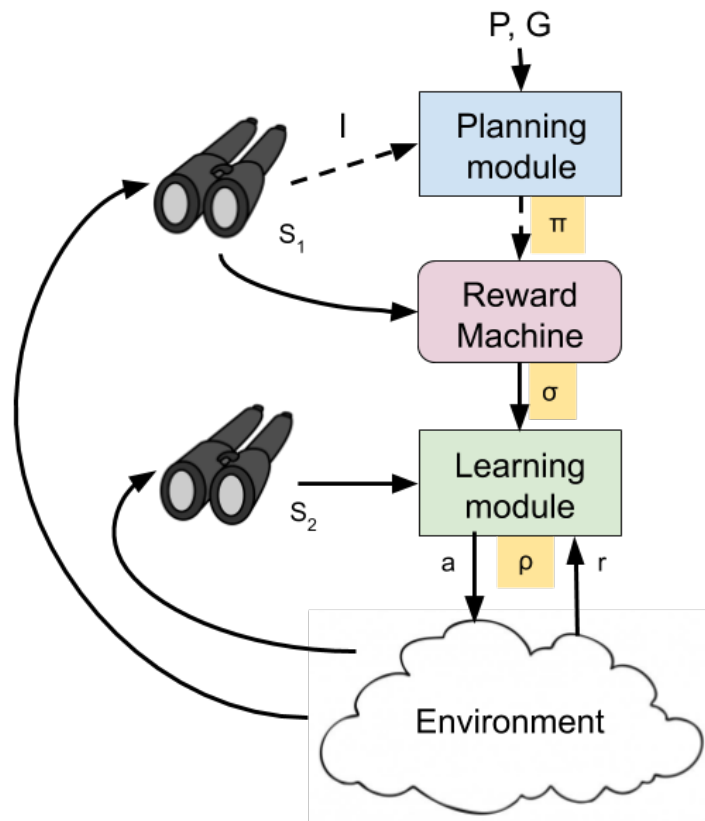 P, G
I
Planning
module
π
S1
Reward
Machine
σ
Learning
module
S2
a
ρ
r
Environment